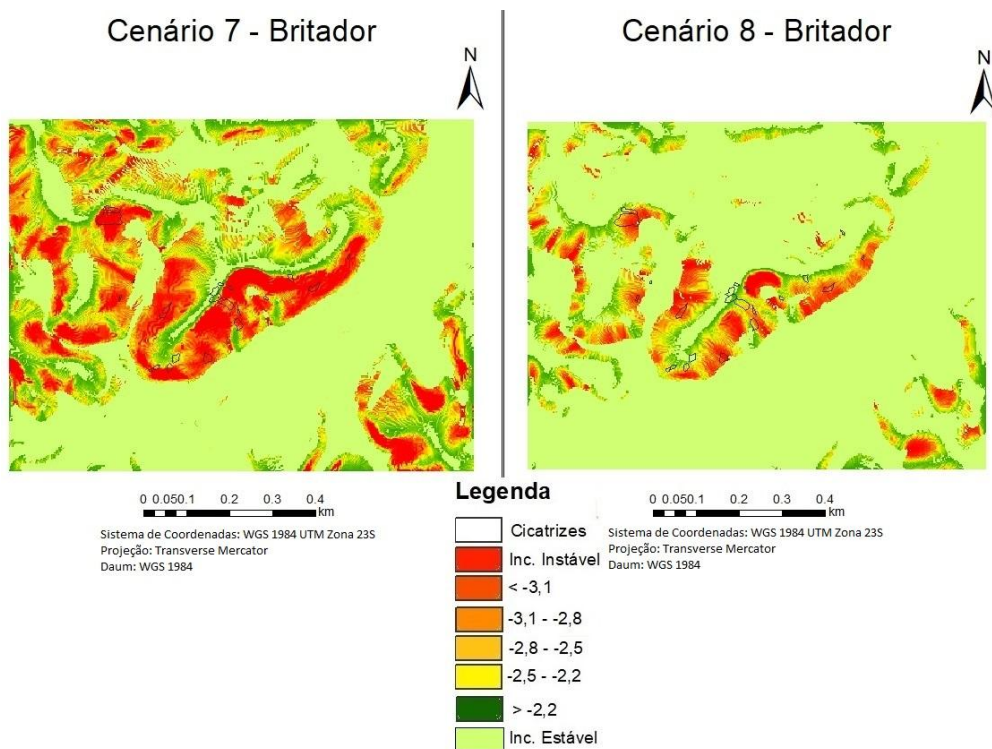 Cenário 7 - Britador
Cenário 8 - Britador
N
N
0 0.050.1 0.2 0.3 0.4
km
Sistema de Coordenadas: WGS 1984 UTM Zona 23S
Projeção: Transverse Mercator
Daum: WGS 1984
0 0.050.1 0.2 0.3 0.4
km
Sistema de Coordenadas: WGS 1984 UTM Zona 23S
Projeção: Transverse Mercator
Daum: WGS 1984
Legenda
Cicatrizes
Inc. Instável
< -3,1
-3,1 - -2,8
-2,8 - -2,5
-2,5 - -2,2
> -2,2
Inc. Estável